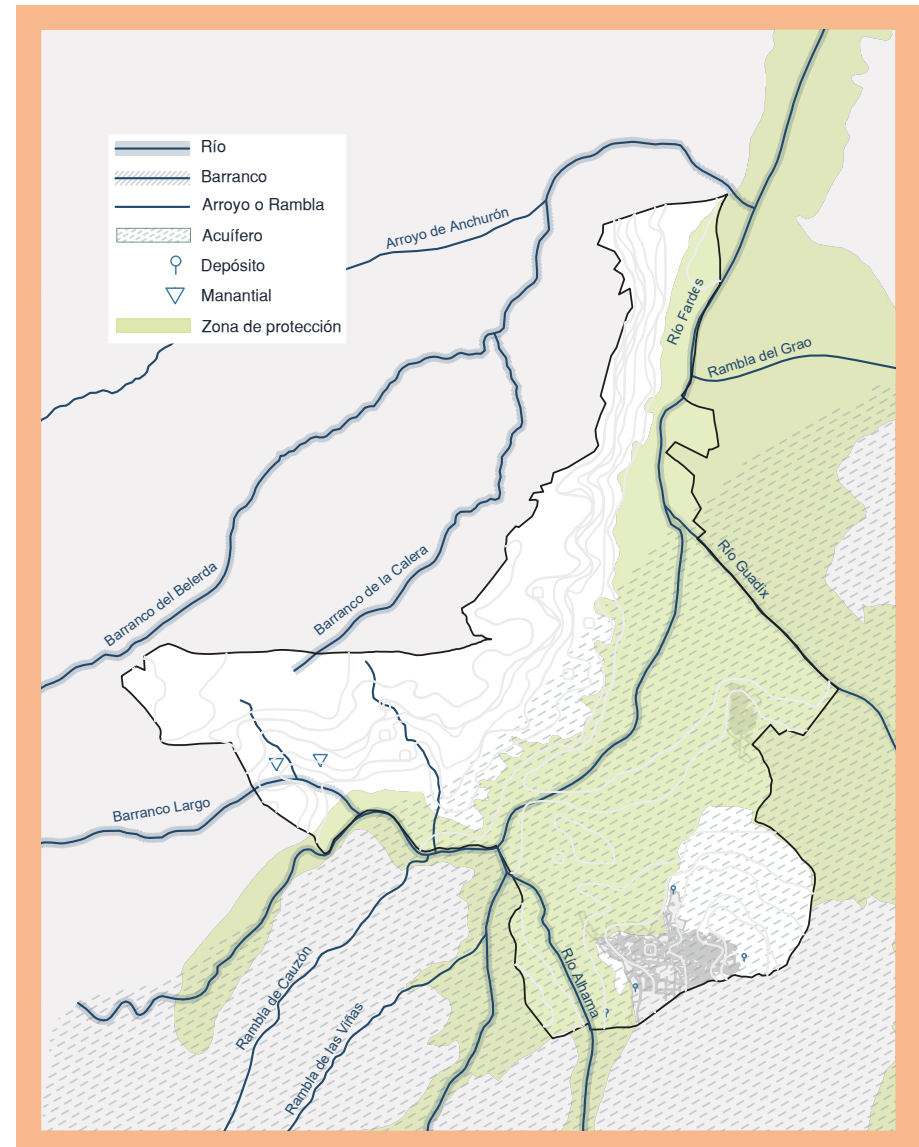 Río
Barranco
Arroyo o Rambla
Acuífero
Depósito
Manantial
Zona de protección
Arroyo de Anchurón
Río Fardes
Rambla del Grao
Río Guadix
Barranco del Belerda
Barranco de la Calera
Barranco Largo
Rambla de Cauzón
Rambla de las Viñas
Río Alhama